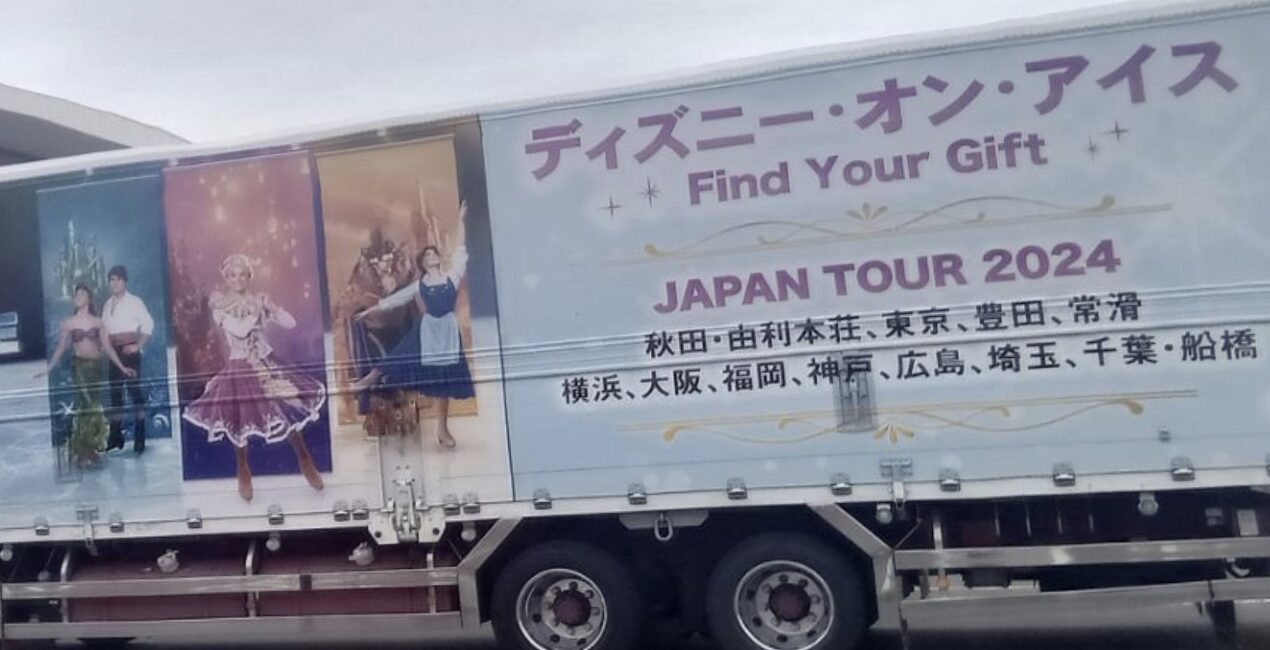 ディズニー・オン・アイス
Find Your Gift
JAPAN TOUR 2024
秋田・由利本荘、東京、豊田、常滑
横浜、大阪、福岡、神戸、広島、埼玉、千葉・船橋